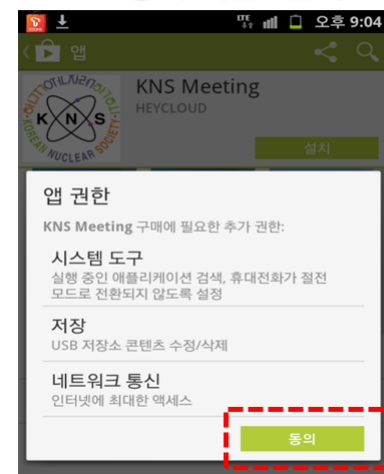 오후 9:04
앱
KNS Meeting
HEYCLOUD
KNS
KOREAN NUCLEAR SOCIETY
설치
앱 권한
KNS Meeting 구매에 필요한 추가 권한:
시스템 도구
실행 중인 애플리케이션 검색, 휴대전화가 절전
모드로 전환되지 않도록 설정
저장
USB 저장소 콘텐츠 수정/삭제
네트워크 통신
인터넷에 최대한 액세스
동의